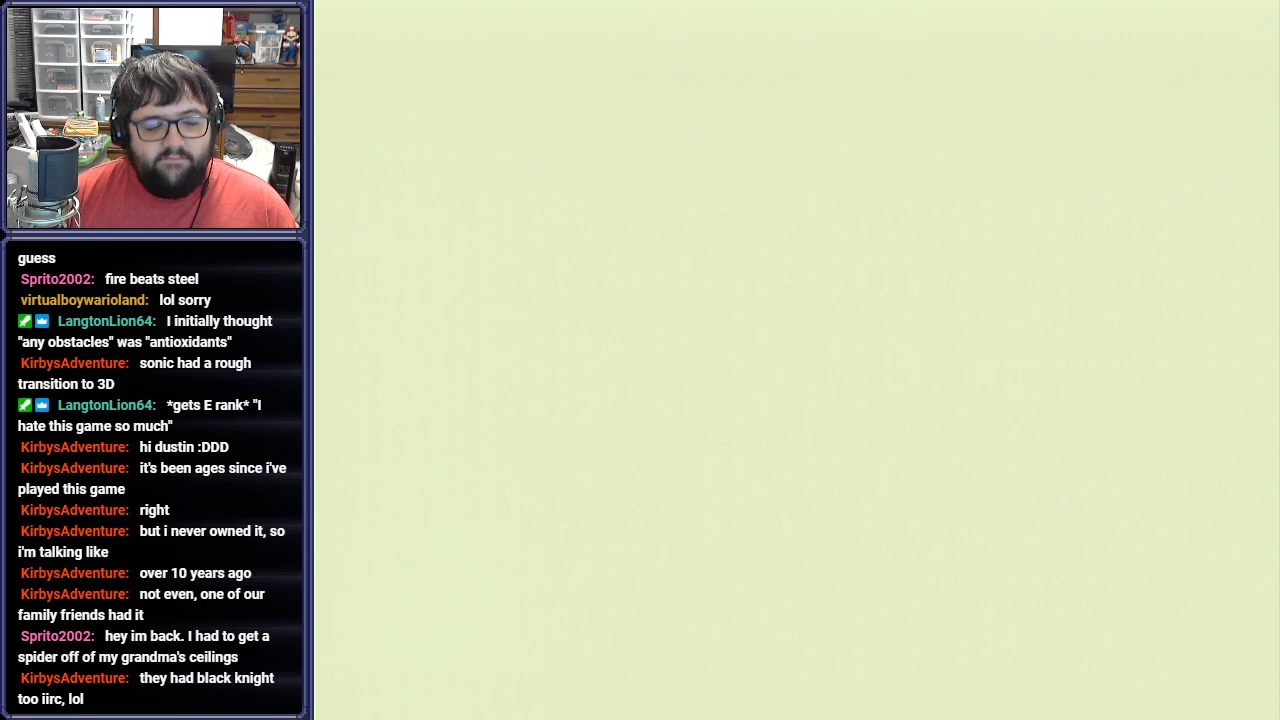 guess
Sprito2002: fire beats steel
virtualboywarioland: lol sorry
LangtonLion64: I initially thought
"any obstacles" was "antioxidants"
KirbysAdventure: sonic had a rough
transition to 3D
LangtonLion64: *gets E rank* "I
hate this game so much"
KirbysAdventure: hi dustin :DDD
KirbysAdventure: it's been ages since i've
played this game
KirbysAdventure: right
KirbysAdventure: but i never owned it, so
i'm talking like
KirbysAdventure: over 10 years ago
KirbysAdventure: not even, one of our
family friends had it
Sprito2002: hey im back. I had to get a
spider off of my grandma's ceilings
KirbysAdventure: they had black knight
too iirc, lol